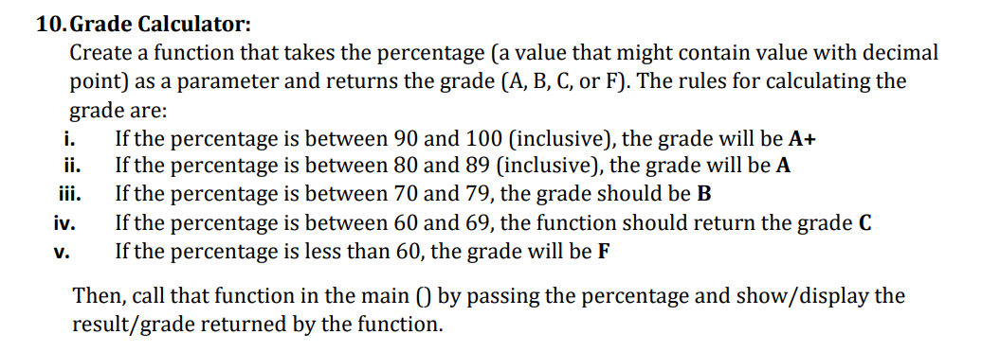 10. Grade Calculator:
Create a function that takes the percentage (a value that might contain value with decimal
point) as a parameter and returns the grade (A, B, C, or F). The rules for calculating the
grade are:
i. If the percentage is between 90 and 100 (inclusive), the grade will be A+
ii. If the percentage is between 80 and 89 (inclusive), the grade will be A
iii. If the percentage is between 70 and 79, the grade should be B
iv. If the percentage is between 60 and 69, the function should return the grade C
v. If the percentage is less than 60, the grade will be F
Then, call that function in the main () by passing the percentage and show/display the
result/grade returned by the function.